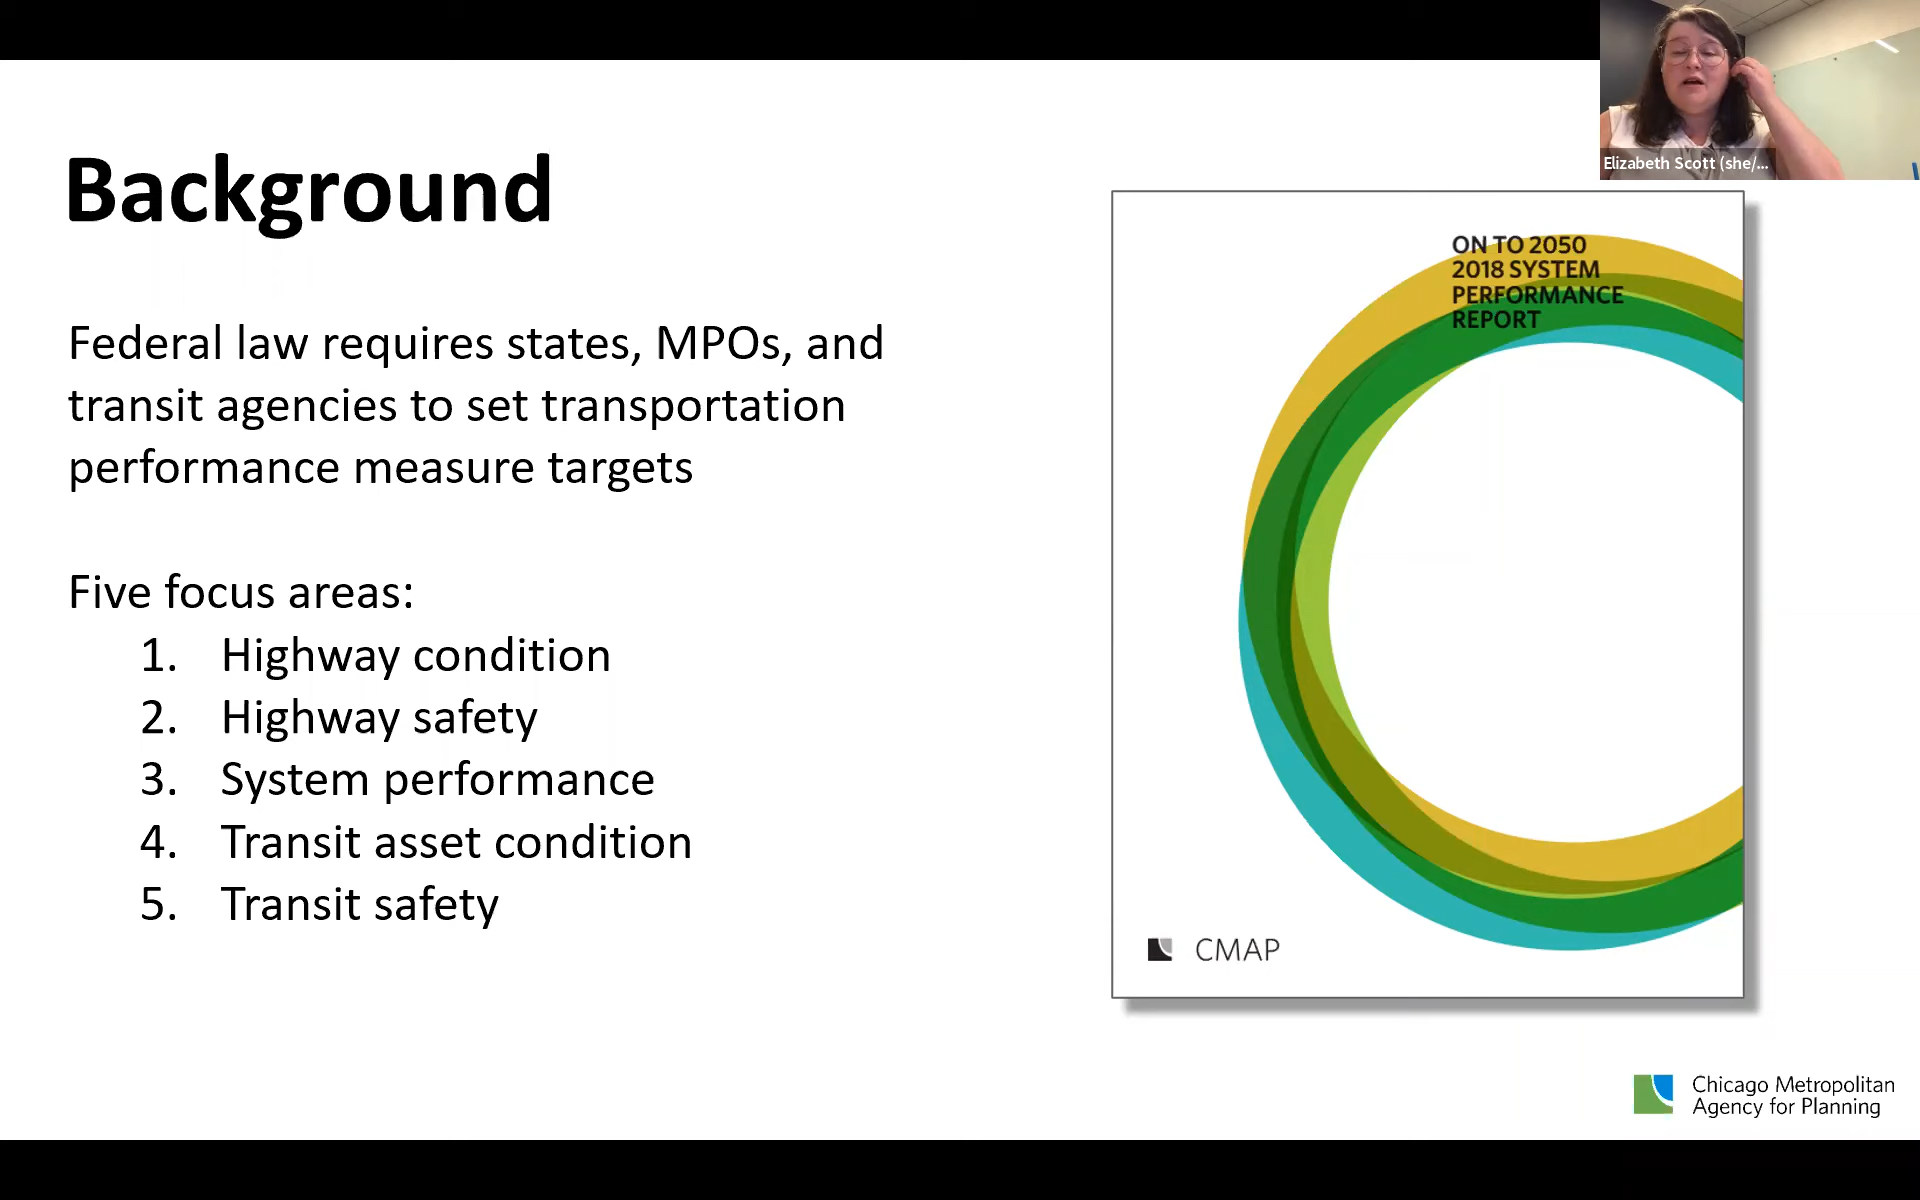 Elizabeth Scott (she/...
Background
Federal law requires states, MPOs, and
transit agencies to set transportation
performance measure targets
Five focus areas:
1. Highway condition
2. Highway safety
3. System performance
4. Transit asset condition
5. Transit safety
ON TO 2050
2018 SYSTEM
PERFORMANCE
REPORT
CMAP
Chicago Metropolitan
Agency for Planning